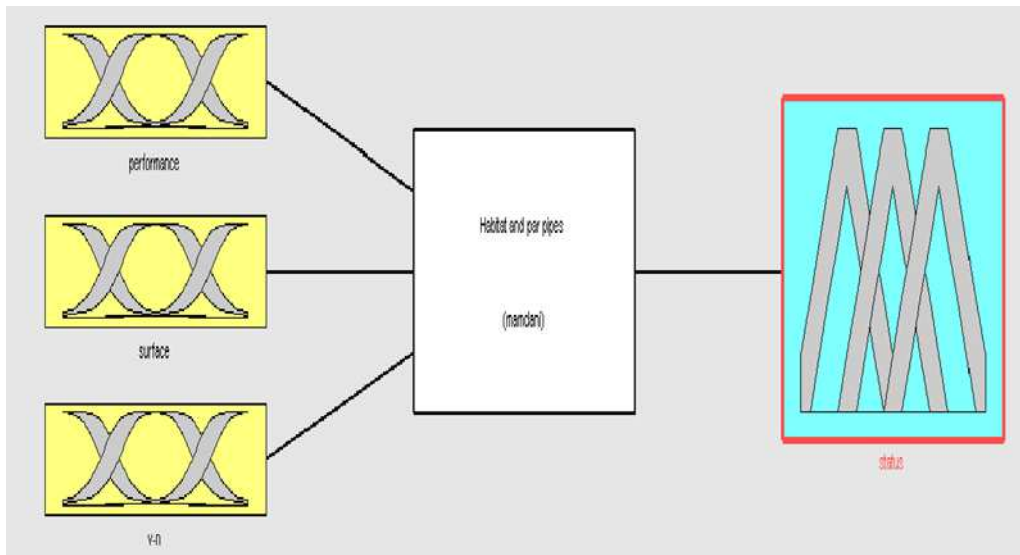 performance
surface
v-n
Habitat and par pipes
(mamdani)
status